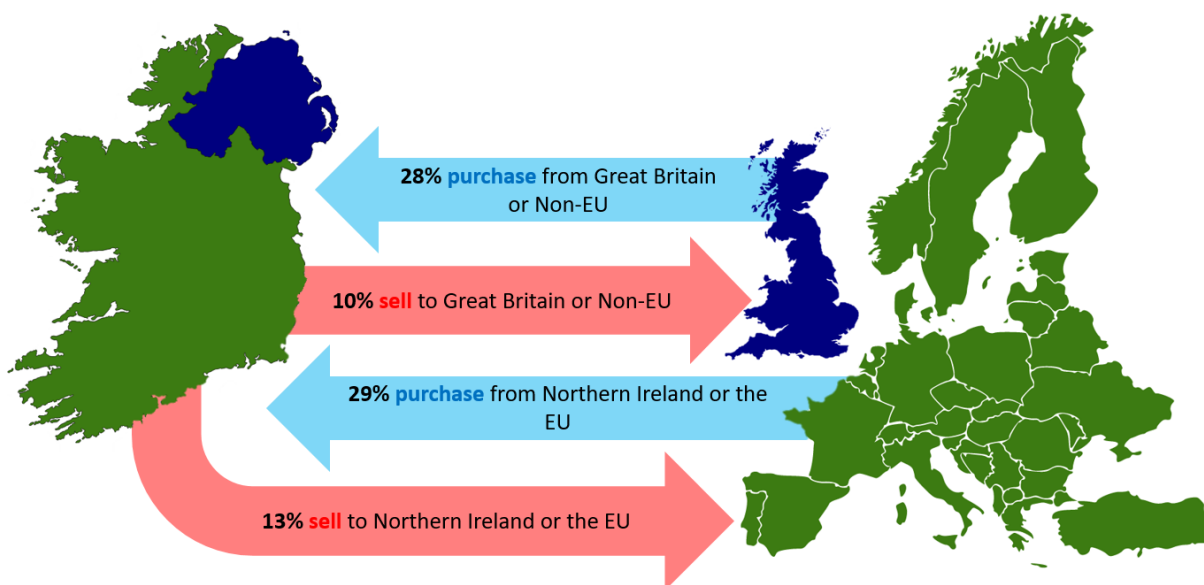 28% purchase from Great Britain
or Non-EU
10% sell to Great Britain or Non-EU
29% purchase from Northern Ireland or the
EU
13% sell to Northern Ireland or the EU